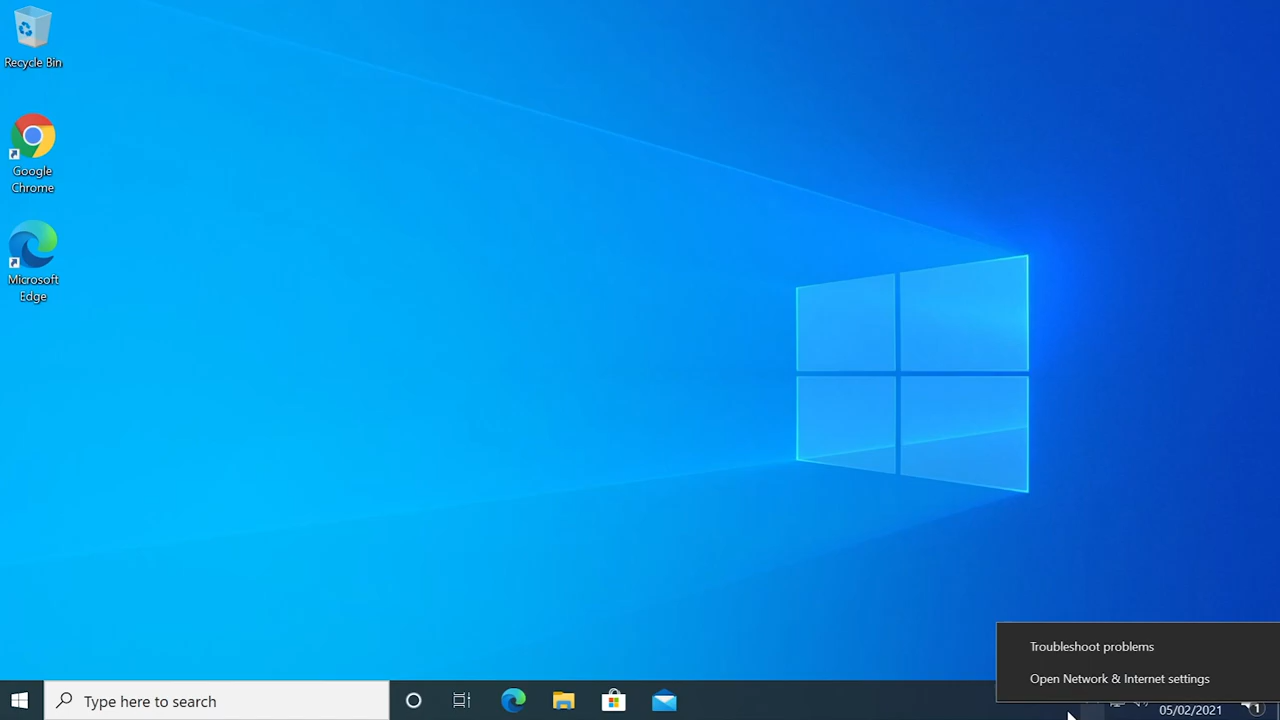 Recycle Bin
Google
Chrome
Microsoft
Edge
Troubleshoot problems
Open Network & Internet settings
Type here to search
05/02/2021
1